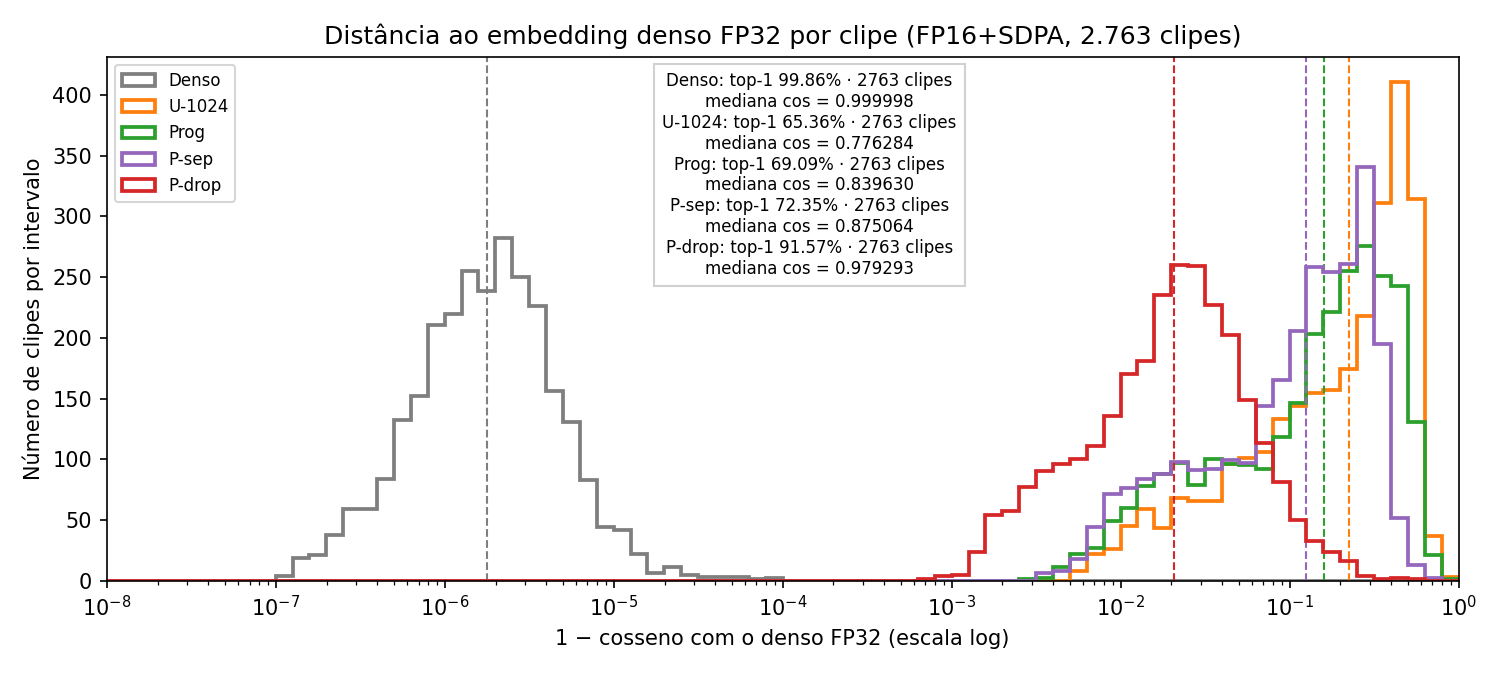 Distância ao embedding denso FP32 por clipe (FP16+SDPA, 2.763 clipes)
Número de clipes por intervalo
400
350
300
250
200
150
100
50
0
Denso
U-1024
Prog
P-sep
P-drop
Denso: top-1 99.86% · 2763 clipes
mediana cos = 0.999998
U-1024: top-1 65.36% · 2763 clipes
mediana cos = 0.776284
Prog: top-1 69.09% · 2763 clipes
mediana cos = 0.839630
P-sep: top-1 72.35% · 2763 clipes
mediana cos = 0.875064
P-drop: top-1 91.57% · 2763 clipes
mediana cos = 0.979293
10⁻⁸ 10⁻⁷ 10⁻⁶ 10⁻⁵ 10⁻⁴ 10⁻³ 10⁻² 10⁻¹ 10⁰
1 − cosseno com o denso FP32 (escala log)